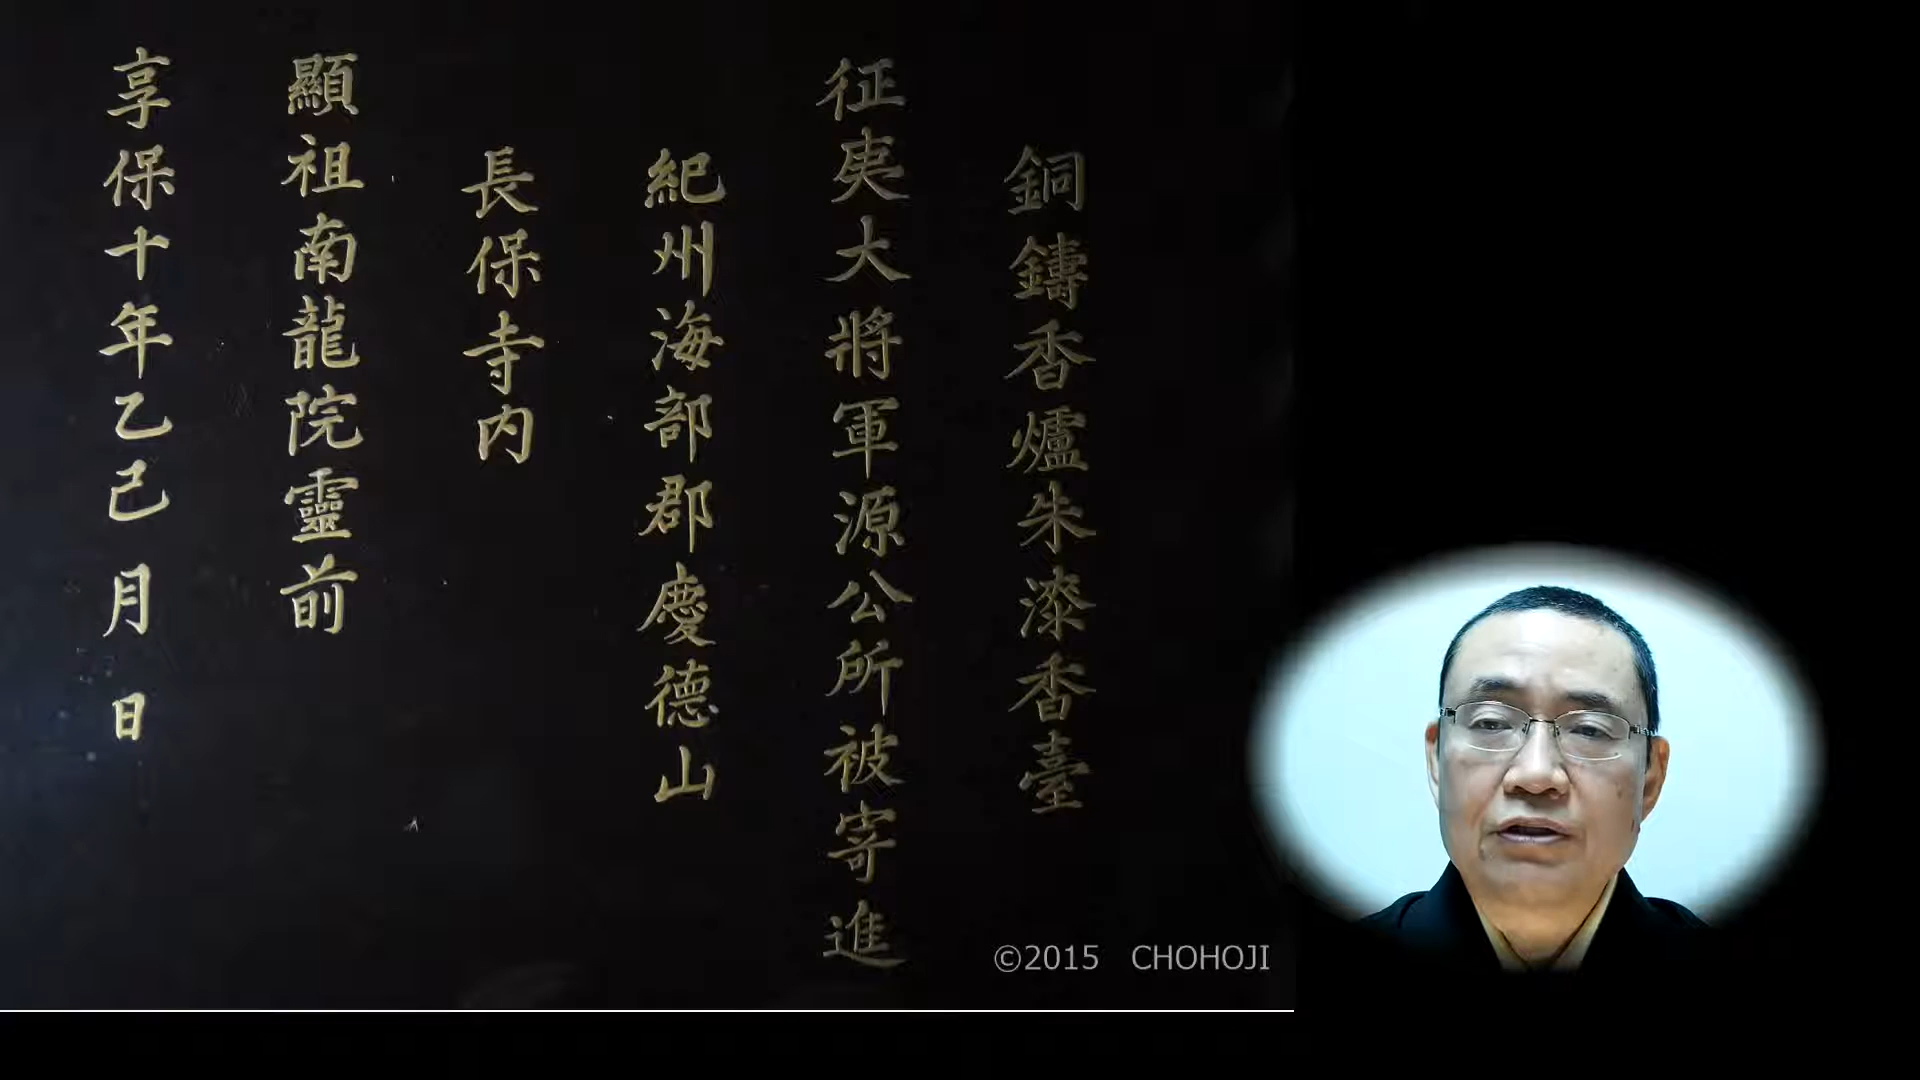 銅鑄香爐朱漆香臺
征夷大將軍源公所被寄進
紀州海部郡慶德山
長保寺内
顯祖南龍院靈前
享保十年乙己 月 日
©2015 CHOHOJI